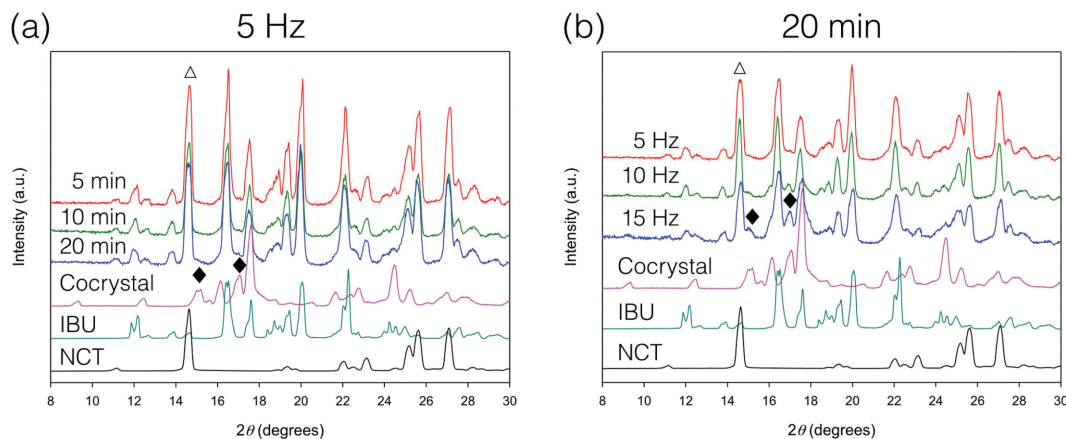 (a) 5 Hz
△
5 min
10 min
20 min
Cocrystal
IBU
NCT
◆ ◆
Intensity (a.u.)
8 10 12 14 16 18 20 22 24 26 28 30
2θ (degrees)
(b) 20 min
△
5 Hz
10 Hz
15 Hz
Cocrystal
IBU
NCT
◆ ◆
Intensity (a.u.)
8 10 12 14 16 18 20 22 24 26 28 30
2θ (degrees)